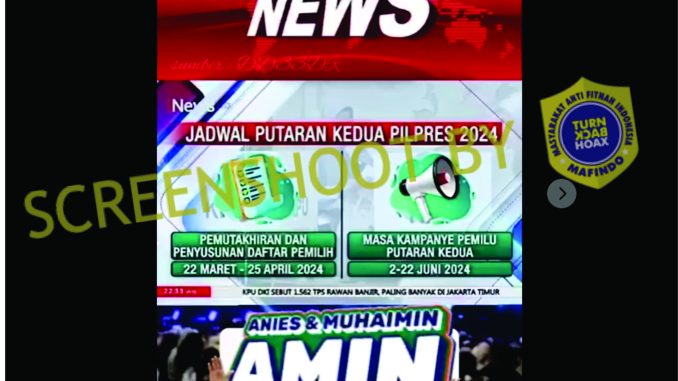 NEWS
News
JADWAL PUTARAN KEDUA PILPRES 2024
SCREENSHOOT BY
MASYARAKAT ANTI FITNAH INDONESIA
TURN
BACK
HOAX
MAFINDO
PEMUTAKHIRAN DAN
PENYUSUNAN DAFTAR PEMILIH
22 MARET - 25 APRIL 2024
MASA KAMPANYE PEMILU
PUTARAN KEDUA
2-22 JUNI 2024
KPU DKI SEBUT 1.562 TPS RAWAN BANJIR, PALING BANYAK DI JAKARTA TIMUR
ANIES & MUHAIMIN
AMIN